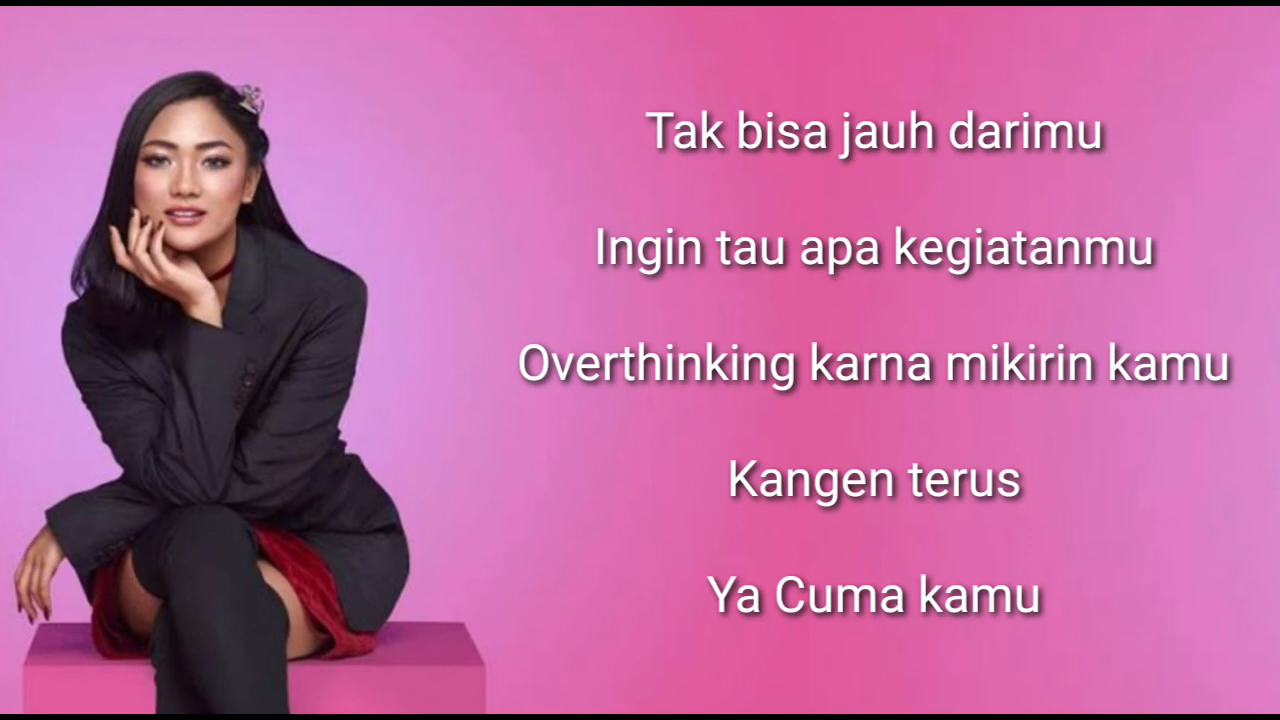 Tak bisa jauh darimu
Ingin tau apa kegiatanmu
Overthinking karna mikirin kamu
Kangen terus
Ya Cuma kamu